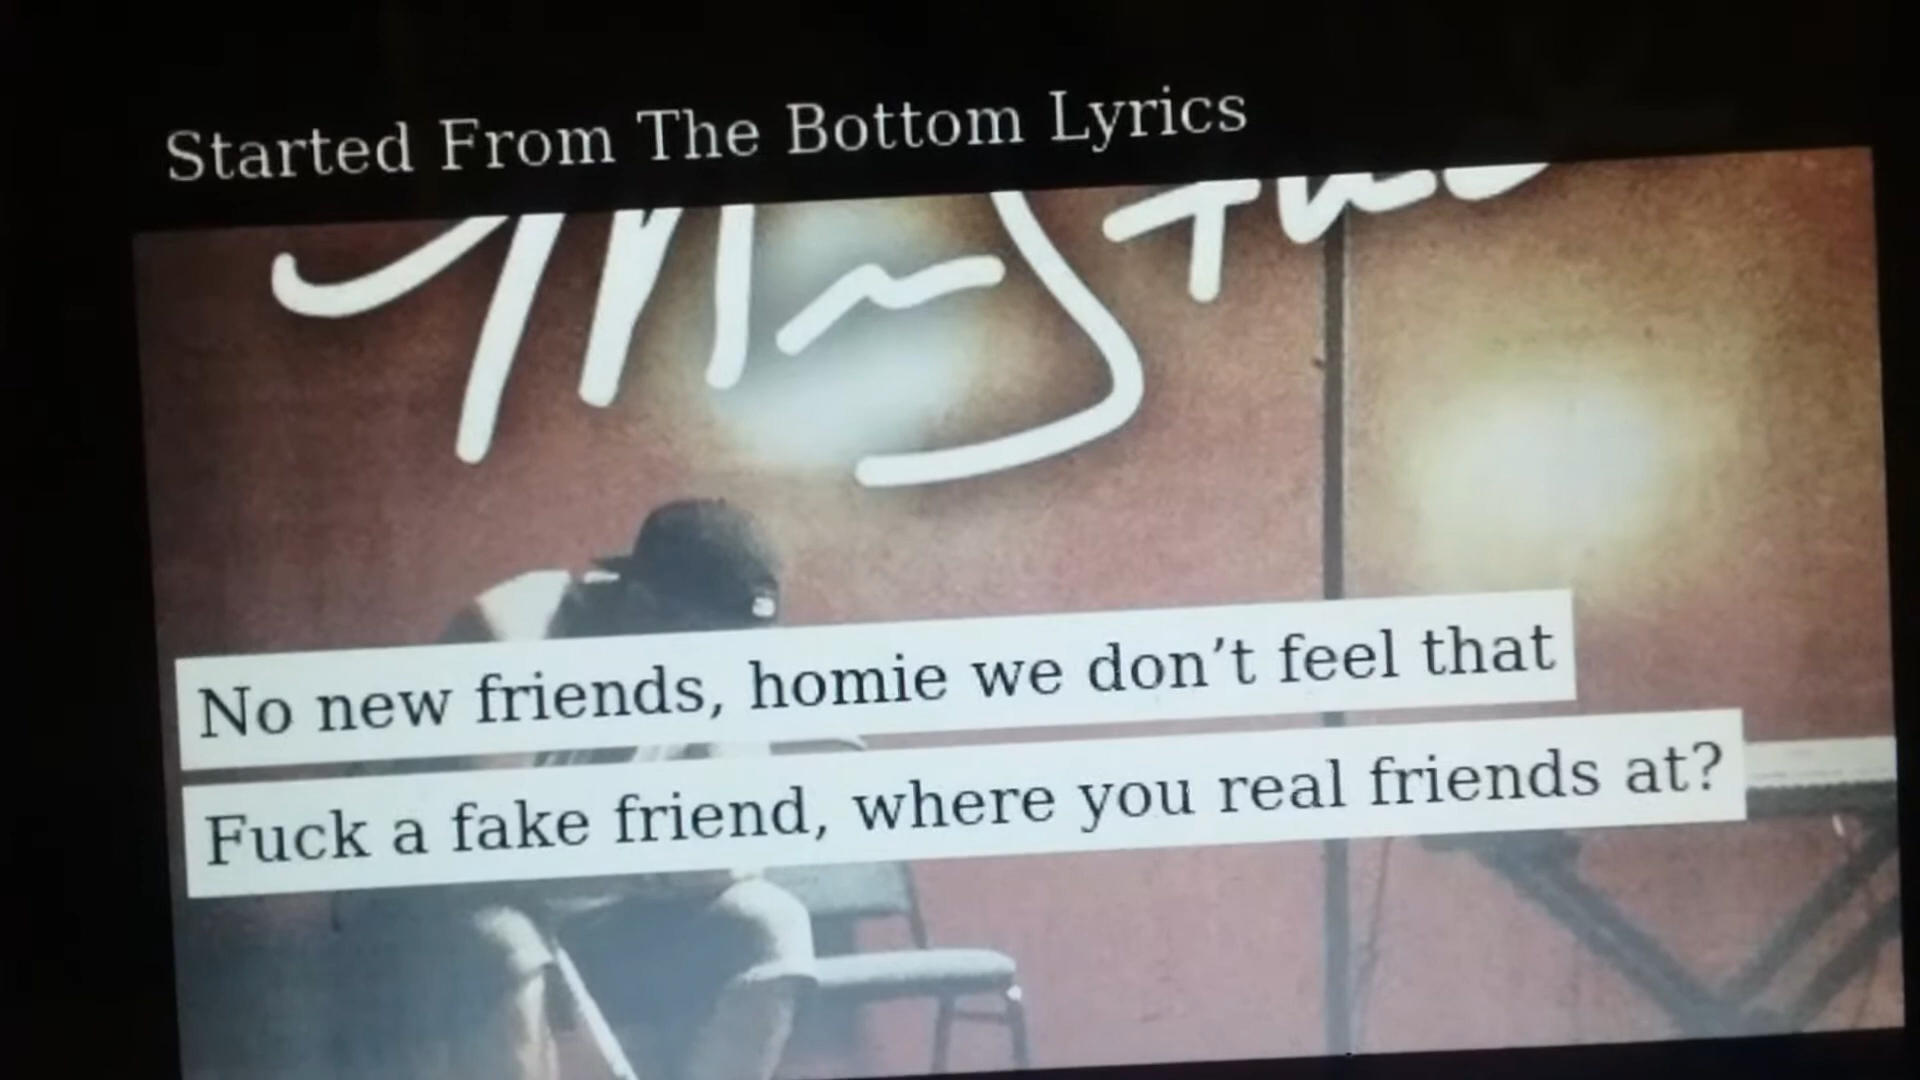 Started From The Bottom Lyrics
No new friends, homie we don’t feel that
Fuck a fake friend, where you real friends at?